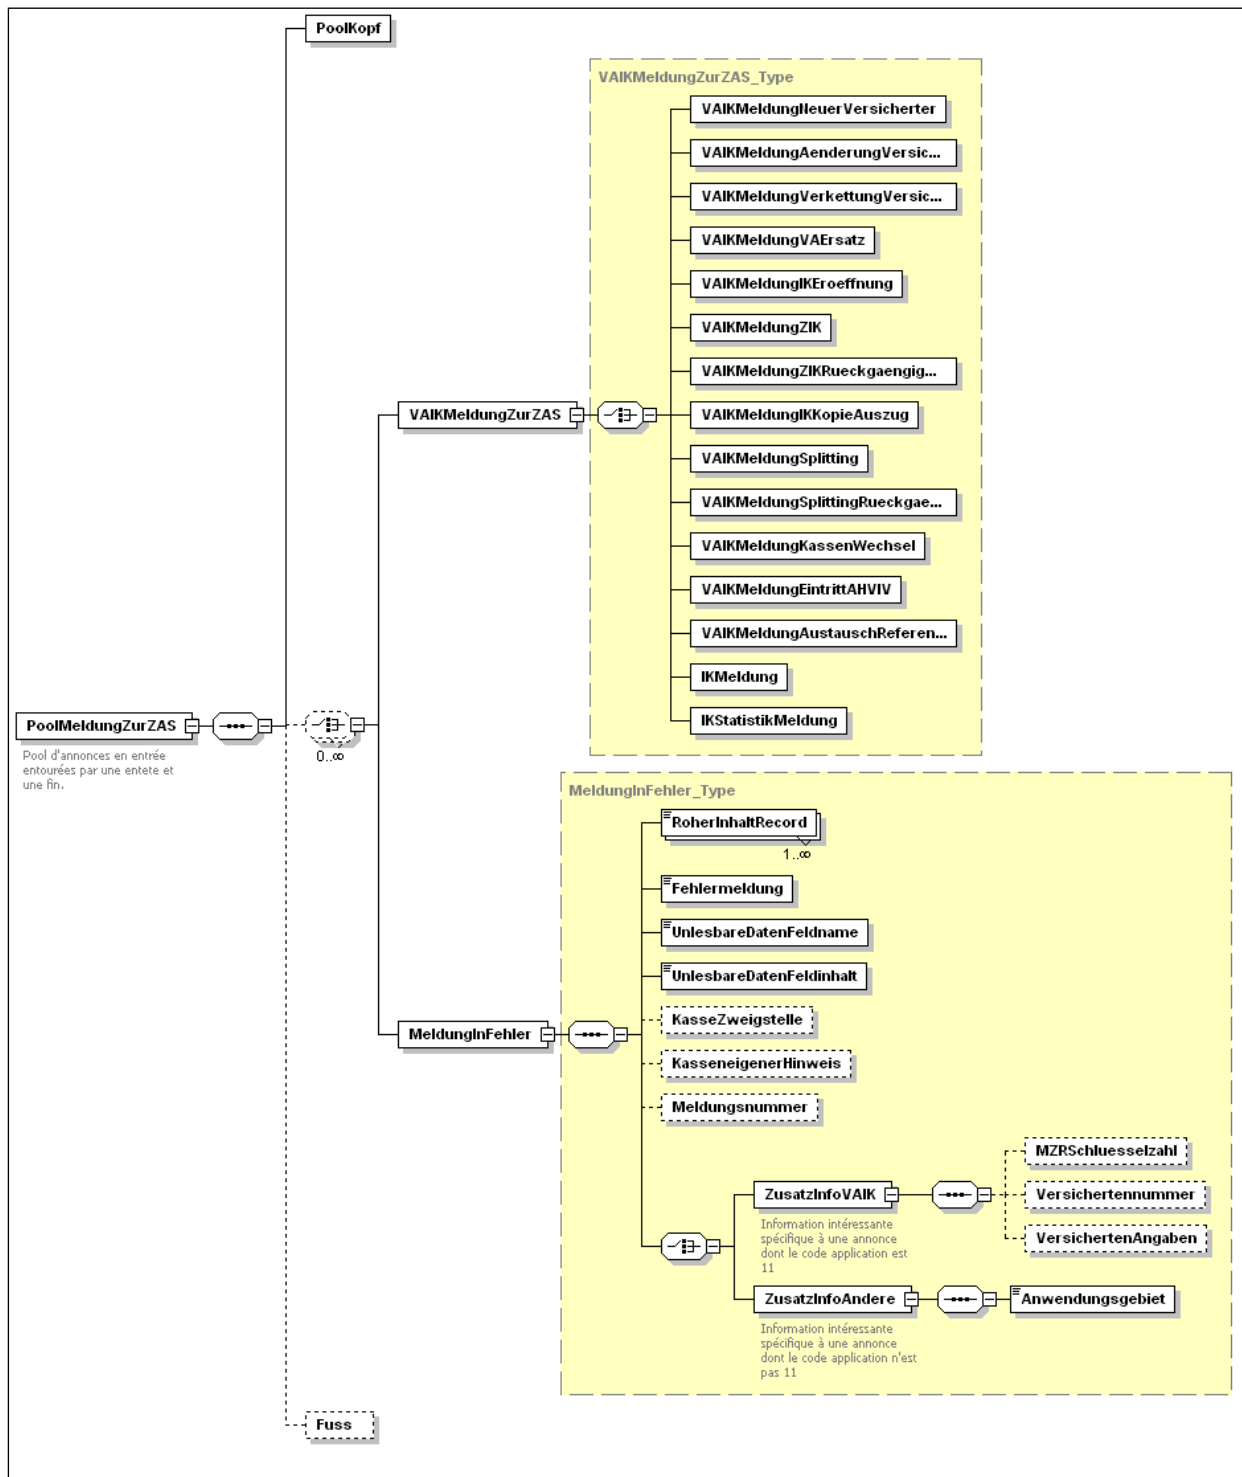 PoolKopf
VAIKMeldungZurZAS_Type
VAIKMeldungNeuerVersicherter
VAIKMeldungAenderungVersic...
VAIKMeldungVerkettungVersic...
VAIKMeldungVAErsatz
VAIKMeldungIKEroeffnung
VAIKMeldungZIK
VAIKMeldungZIKRueckgaengig...
VAIKMeldungZurZAS
VAIKMeldungIKKopieAuszug
VAIKMeldungSplitting
VAIKMeldungSplittingRueckgae...
VAIKMeldungKassenWechsel
VAIKMeldungEintrittAHVIV
VAIKMeldungAustauschReferen...
IKMeldung
IKStatistikMeldung
PoolMeldungZurZAS
Pool d'annonces en entrée
entourées par une entete et
une fin.
0..∞
MeldungInFehler_Type
RoherInhaltRecord
1..∞
Fehlermeldung
UnlesbareDatenFeldname
UnlesbareDatenFeldinhalt
KasseZweigstelle
MeldungInFehler
KasseneigenerHinweis
Meldungsnummer
MZRSchluesselzahl
ZusatzInfoVAIK
Versichertennummer
Information intéressante
spécifique à une annonce
dont le code application est
11
VersichertenAngaben
ZusatzInfoAndere
Anwendungsgebiet
Information intéressante
spécifique à une annonce
dont le code application n'est
pas 11
Fuss